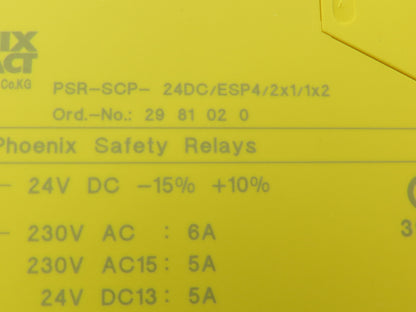 IX
ACT
Co.KG
PSR-SCP- 24DC/ESP4/2x1/1x2
Ord.-No.: 29 81 02 0
Phoenix Safety Relays
- 24V DC -15% +10%
- 230V AC : 6A
230V AC15: 5A
24V DC13: 5A